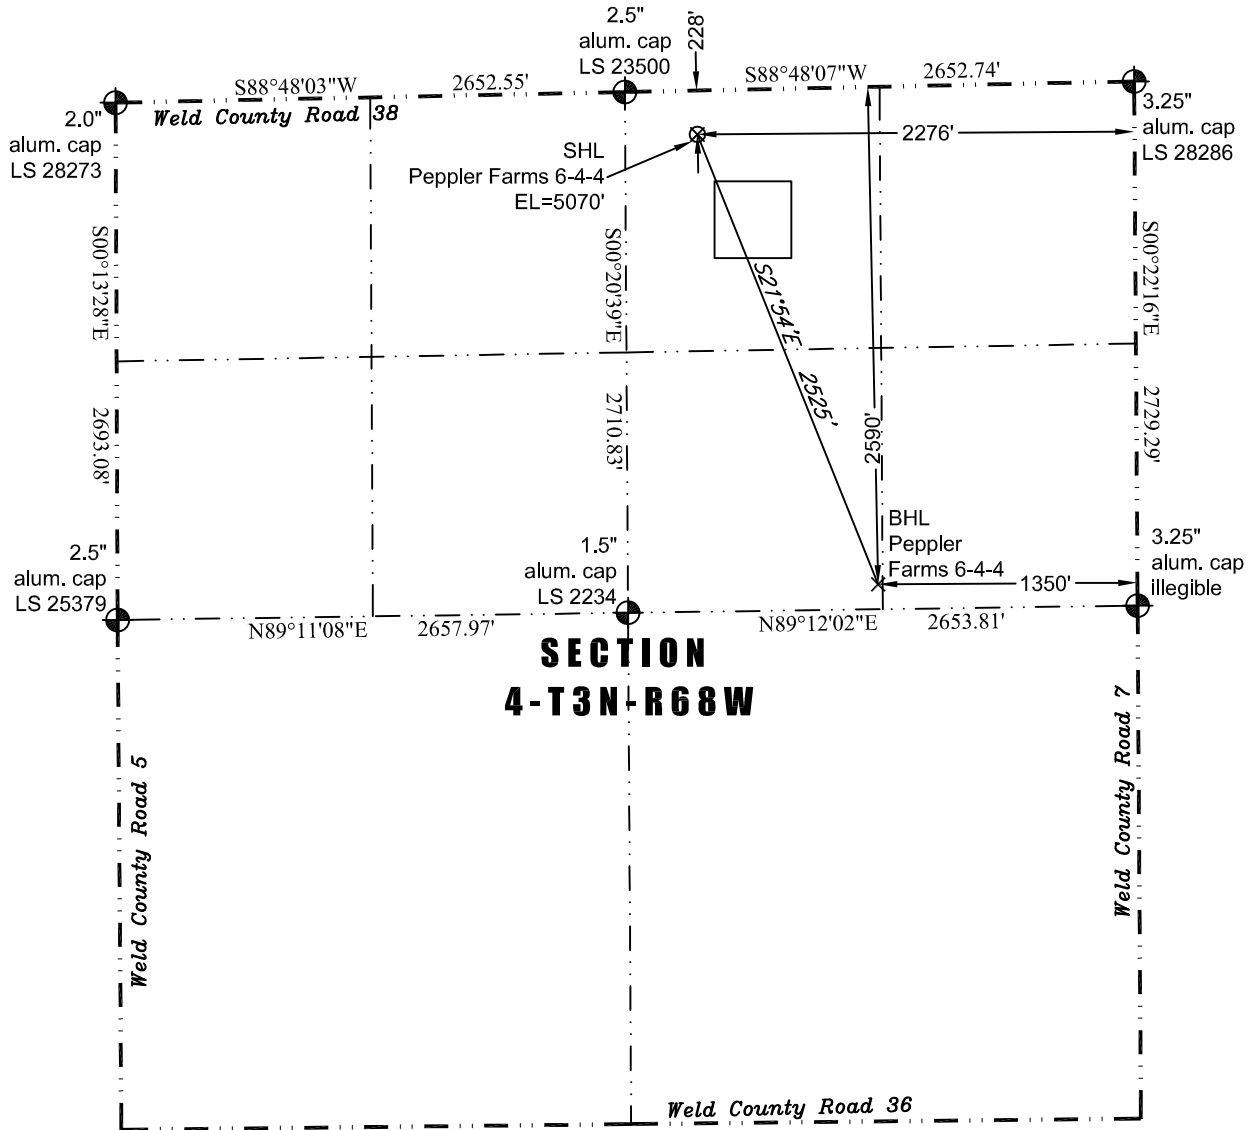 2.5"
alum. cap
LS 23500
228'
S88°48'03"W
2652.55'
S88°48'07"W
2652.74'
Weld County Road 38
2.0"
alum. cap
LS 28273
3.25"
alum. cap
LS 28286
2276'
SHL
Peppler Farms 6-4-4
EL=5070'
S00°13'28"E
S00°20'39"E
S21°54'E
2525'
S00°22'16"E
2693.08'
2710.83'
2590'
2729.29'
2.5"
alum. cap
LS 25379
1.5"
alum. cap
LS 2234
BHL
Peppler
Farms 6-4-4
1350'
3.25"
alum. cap
illegible
N89°11'08"E
2657.97'
N89°12'02"E
2653.81'
SECTION
4-T3N-R68W
Weld County Road 5
Weld County Road 7
Weld County Road 36